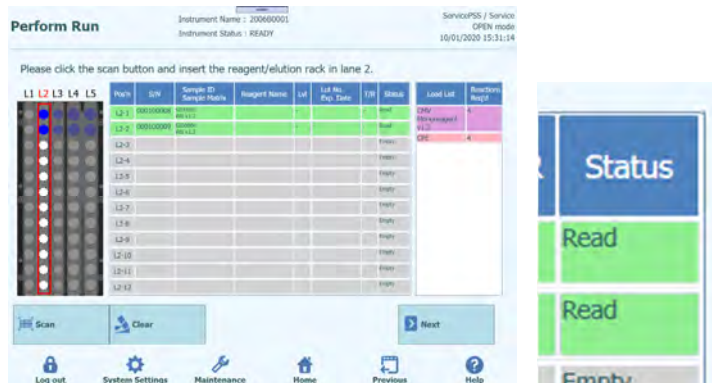 Perform Run
Instrument Name : 200680001
Instrument Status : READY
ServicePSS / Service
OPEN mode
10/01/2020 15:31:14
Please click the scan button and insert the reagent/elution rack in lane 2.
L1 L2 L3 L4 L5
Pos'n S/N Sample ID Sample Matrix Reagent Name Lvl Lot No. Exp. Date T/R Status
Load List Reactions Req'd
L2-1 Read
L2-2 Read
L2-3 Empty
L2-4 Empty
L2-5 Empty
L2-6 Empty
L2-7 Empty
L2-8 Empty
L2-9 Empty
L2-10 Empty
L2-11 Empty
L2-12 Empty
CMV 4
V1.2
4
Scan
Clear
Next
Log out
System Settings
Maintenance
Home
Previous
Help
Status
Read
Read
Empty